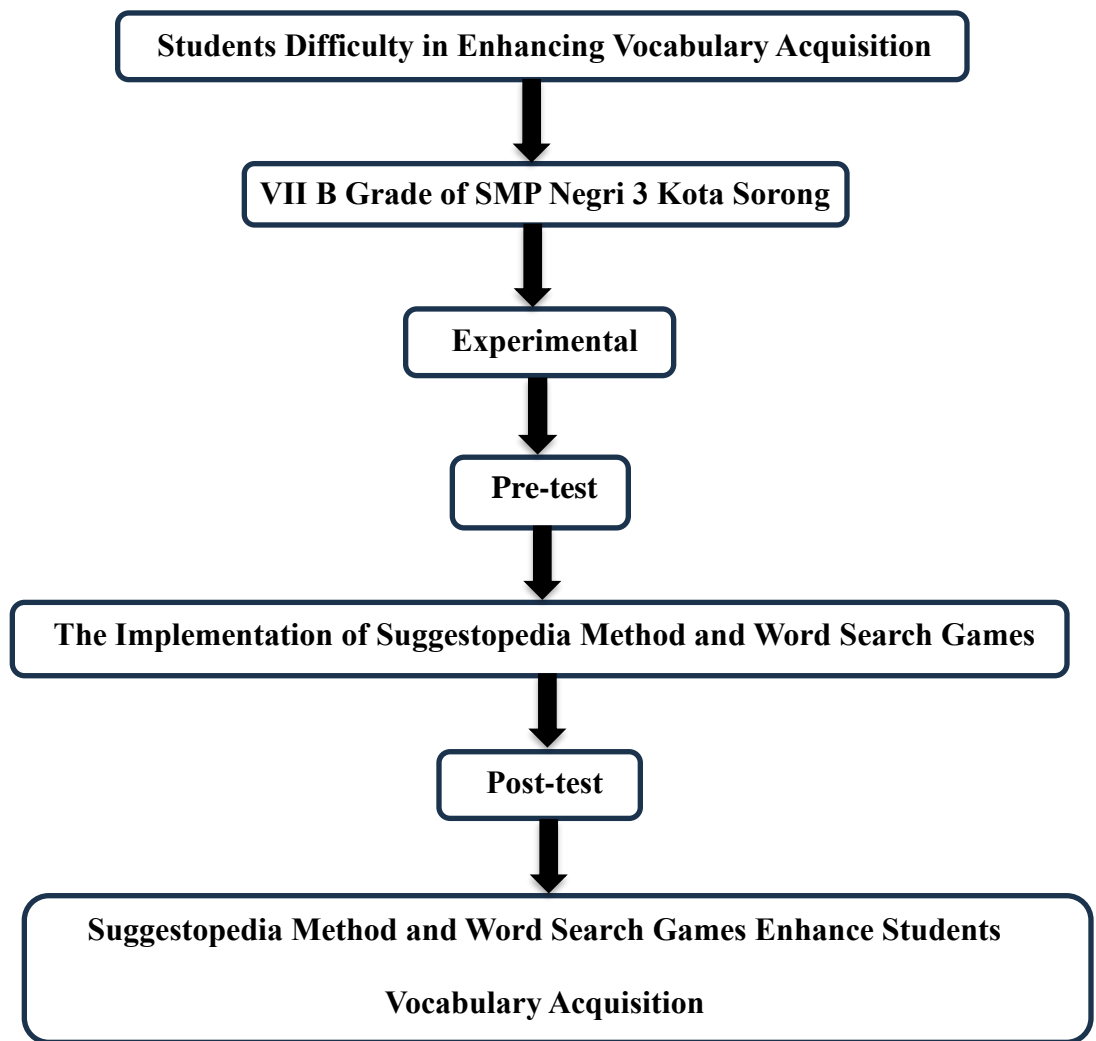 Students Difficulty in Enhancing Vocabulary Acquisition
VII B Grade of SMP Negri 3 Kota Sorong
Experimental
Pre-test
The Implementation of Suggestopedia Method and Word Search Games
Post-test
Suggestopedia Method and Word Search Games Enhance Students
Vocabulary Acquisition